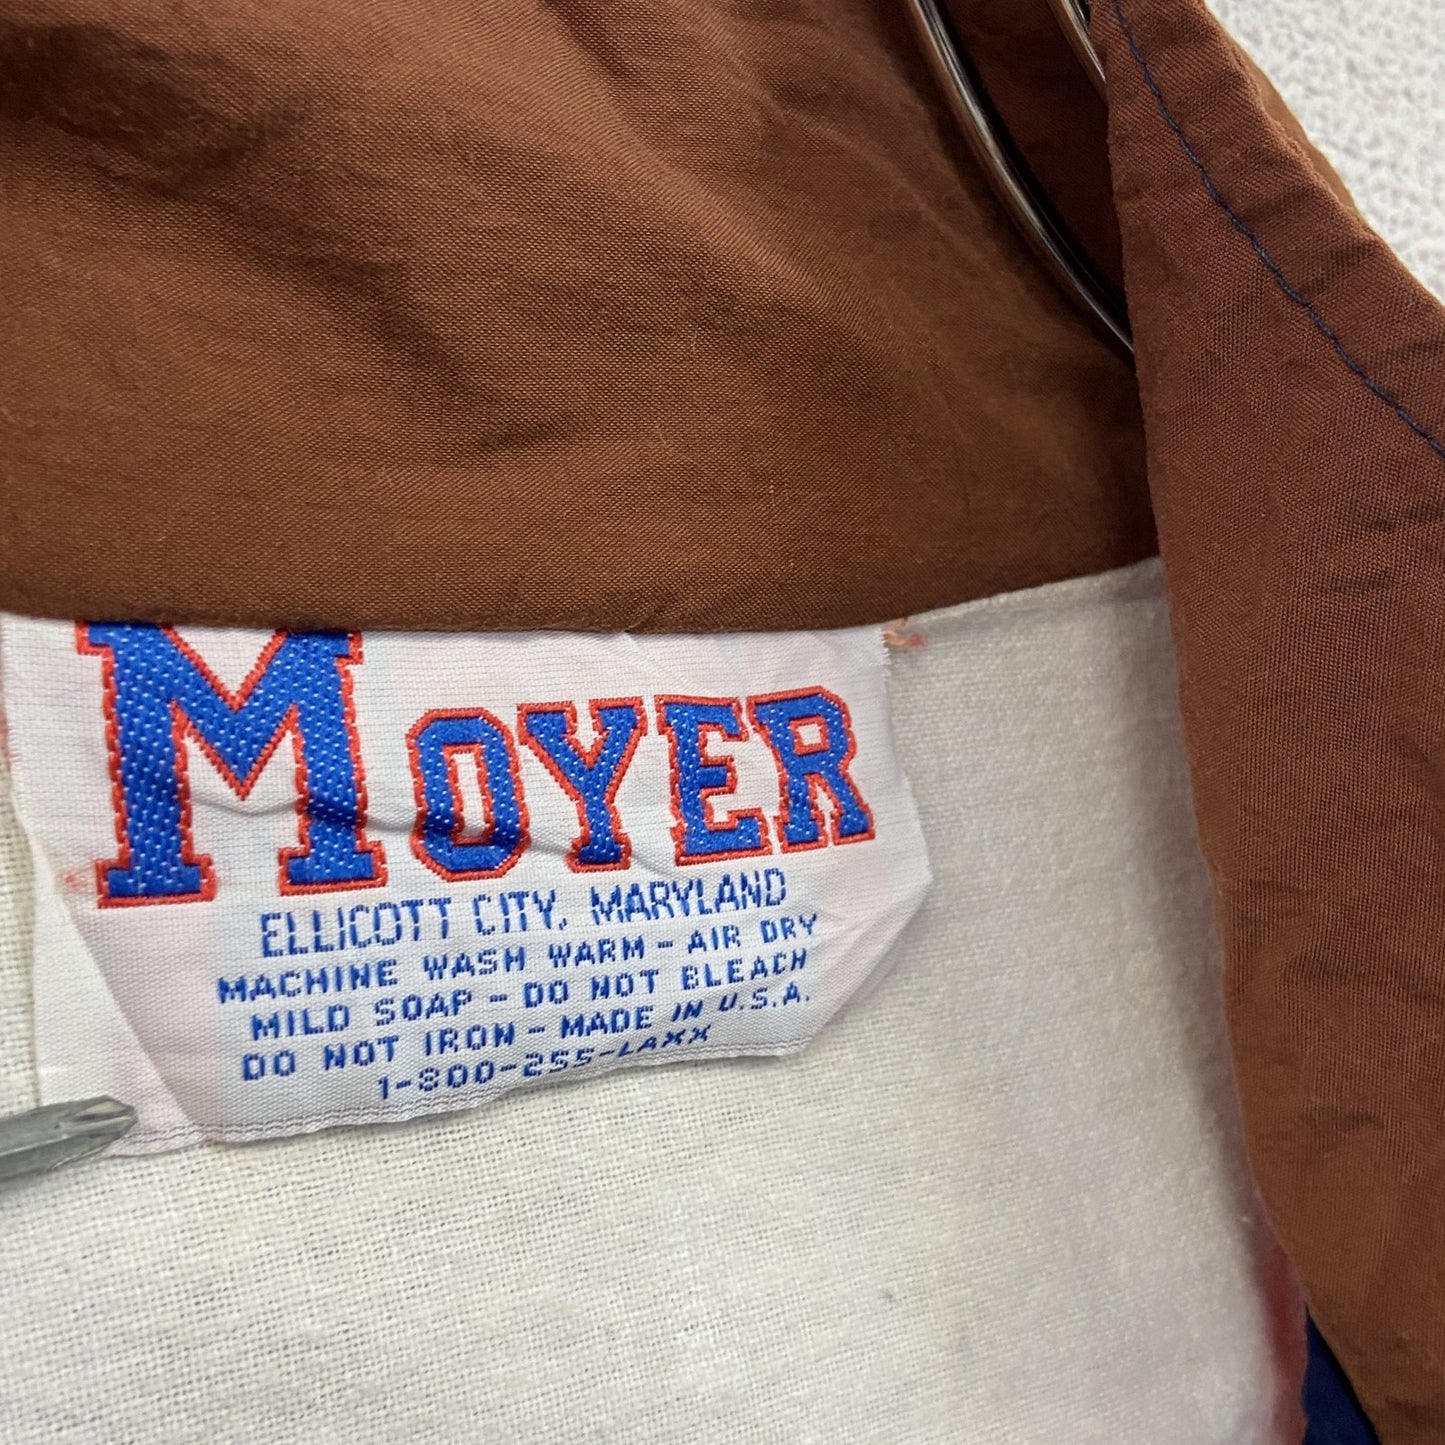 MOYER
ELLICOTT CITY, MARYLAND
MACHINE WASH WARM - AIR DRY
MILD SOAP - DO NOT BLEACH
DO NOT IRON - MADE IN U.S.A.
1-800-255-LAXX